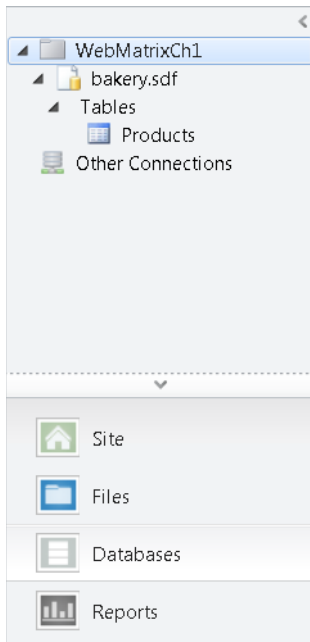 WebMatrixCh1
bakery.sdf
Tables
Products
Other Connections
Site
Files
Databases
Reports